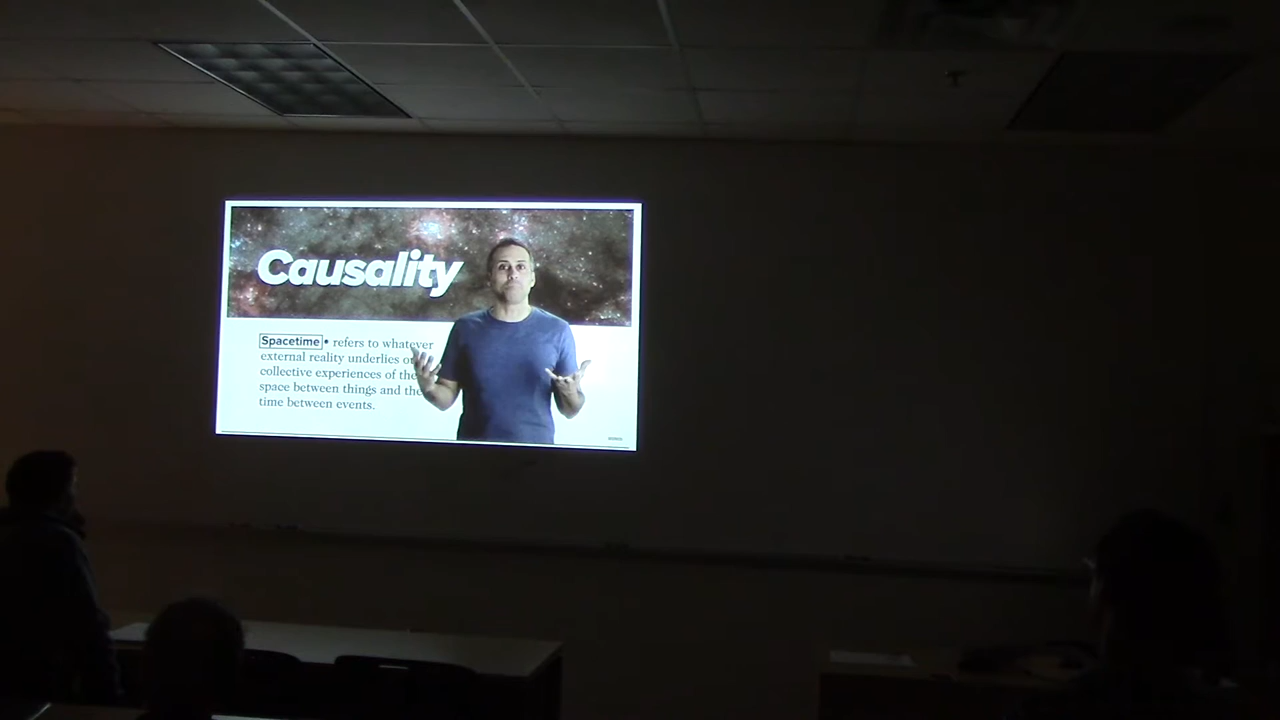 Causality
Spacetime • refers to whatever
external reality underlies
collective experiences of the
space between things and the
time between events.